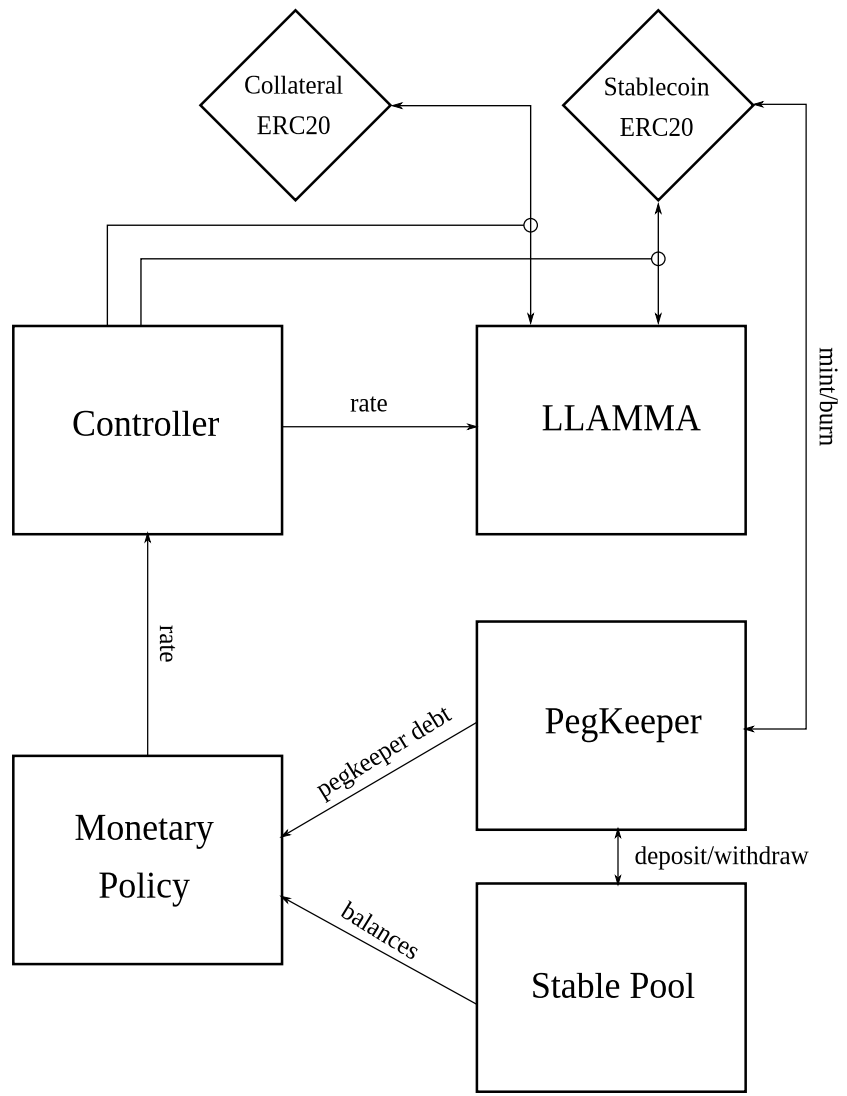 Collateral
ERC20
Stablecoin
ERC20
mint/burn
Controller
rate
LLAMMA
rate
pegkeeper debt
PegKeeper
Monetary
Policy
deposit/withdraw
balances
Stable Pool